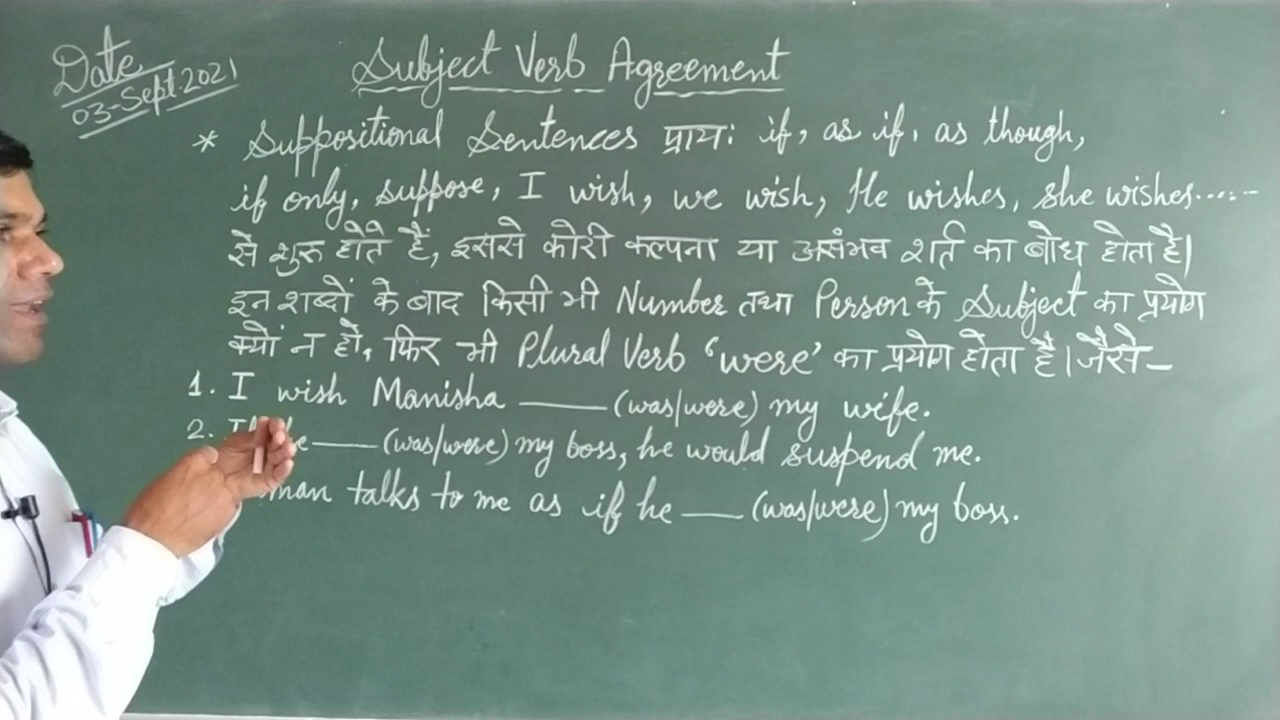 Date
03-Sept.2021
Subject Verb Agreement
* Suppositional Sentences प्रायः if, as if, as though,
if only, suppose, I wish, we wish, He wishes, she wishes......-
से शुरू होते हैं, इससे कोरी कल्पना या असंभव शर्त का बोध होता है।
इन शब्दों के बाद किसी भी Number तथा Person के Subject का प्रयोग
क्यों न हो, फिर भी Plural Verb 'were' का प्रयोग होता है। जैसे–
1. I wish Manisha ___ (was/were) my wife.
2. ___ (was/were) my boss, he would suspend me.
talks to me as if he ___ (was/were) my boss.